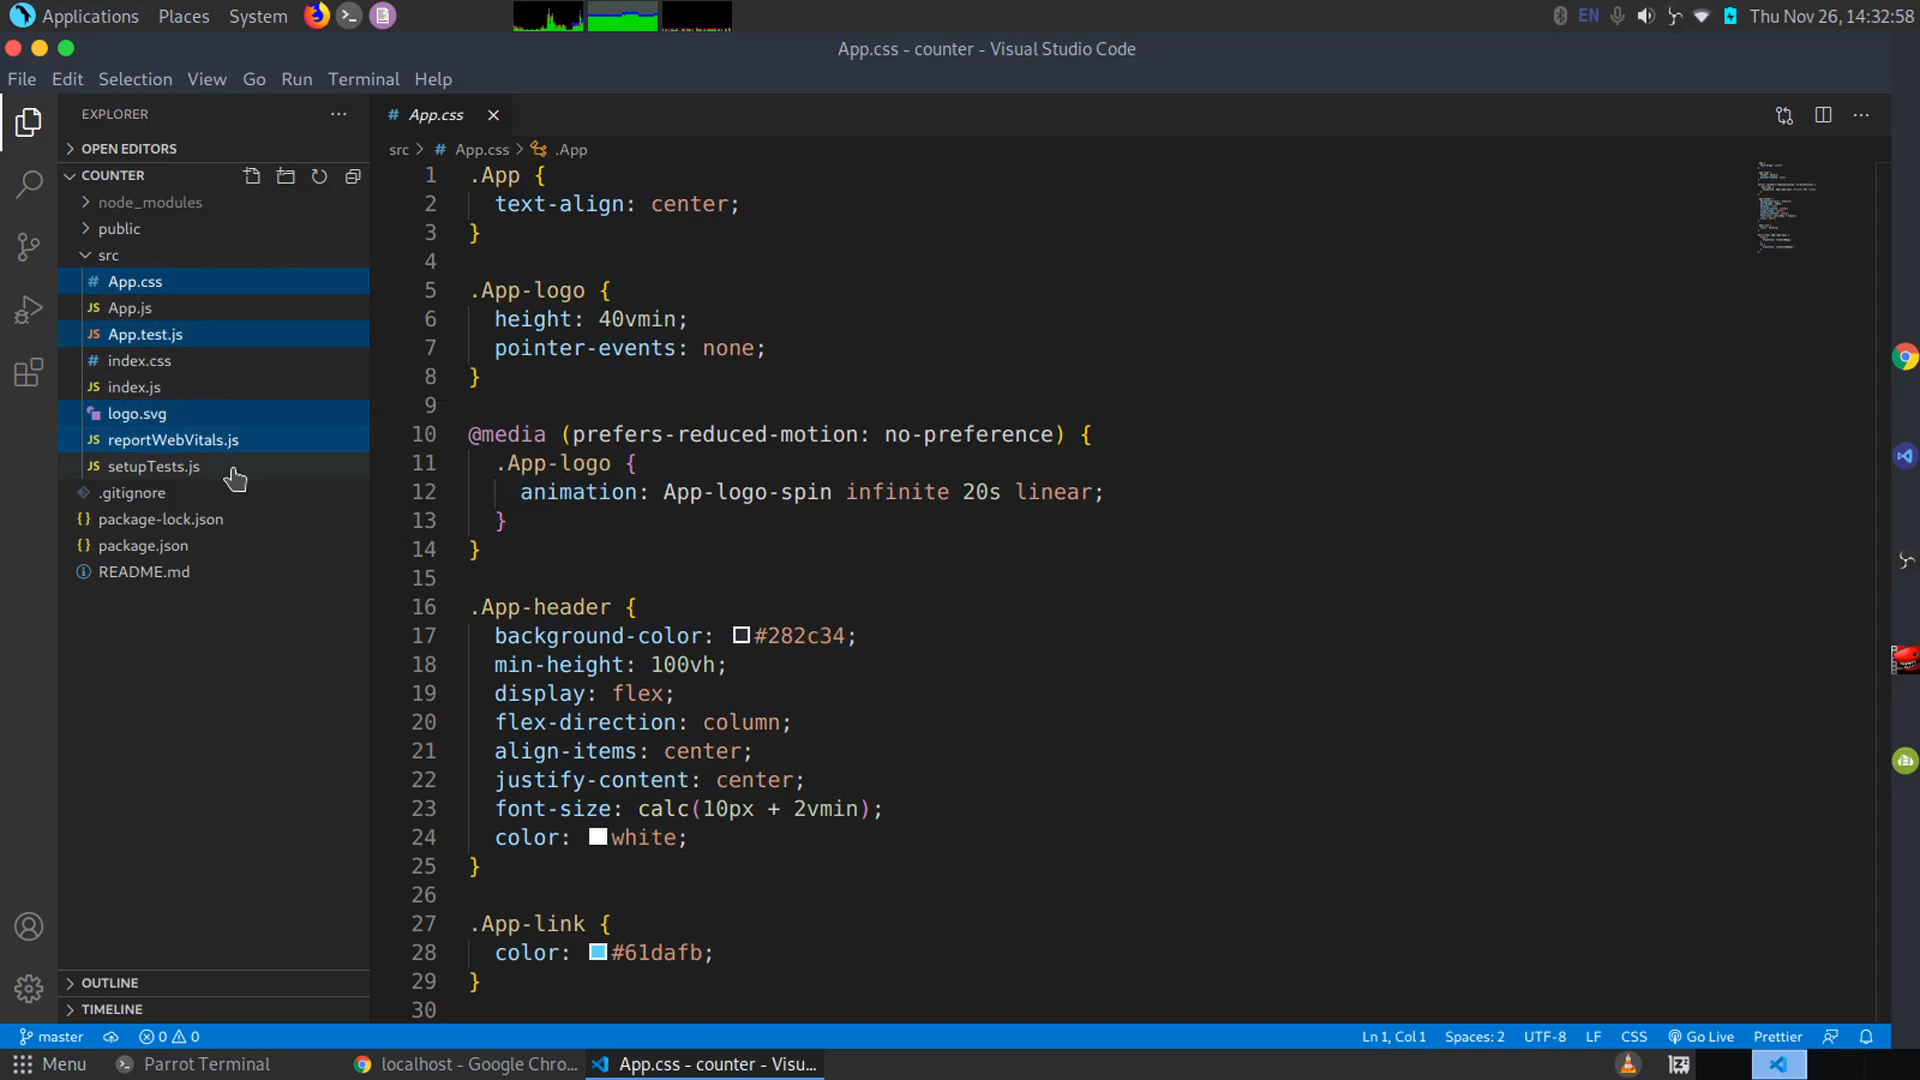 Applications Places System EN Thu Nov 26, 14:32:58
App.css - counter - Visual Studio Code
File Edit Selection View Go Run Terminal Help
EXPLORER
OPEN EDITORS
COUNTER
node_modules
public
src
# App.css
JS App.js
JS App.test.js
# index.css
JS index.js
logo.svg
JS reportWebVitals.js
JS setupTests.js
.gitignore
{} package-lock.json
{} package.json
README.md
OUTLINE
TIMELINE
# App.css
src > # App.css > .App
1 .App {
2 text-align: center;
3 }
4
5 .App-logo {
6 height: 40vmin;
7 pointer-events: none;
8 }
9
10 @media (prefers-reduced-motion: no-preference) {
11 .App-logo {
12 animation: App-logo-spin infinite 20s linear;
13 }
14 }
15
16 .App-header {
17 background-color: #282c34;
18 min-height: 100vh;
19 display: flex;
20 flex-direction: column;
21 align-items: center;
22 justify-content: center;
23 font-size: calc(10px + 2vmin);
24 color: white;
25 }
26
27 .App-link {
28 color: #61dafb;
29 }
30
master 0 0 Ln 1, Col 1 Spaces: 2 UTF-8 LF CSS Go Live Prettier
Menu Parrot Terminal localhost - Google Chro... App.css - counter - Visu...